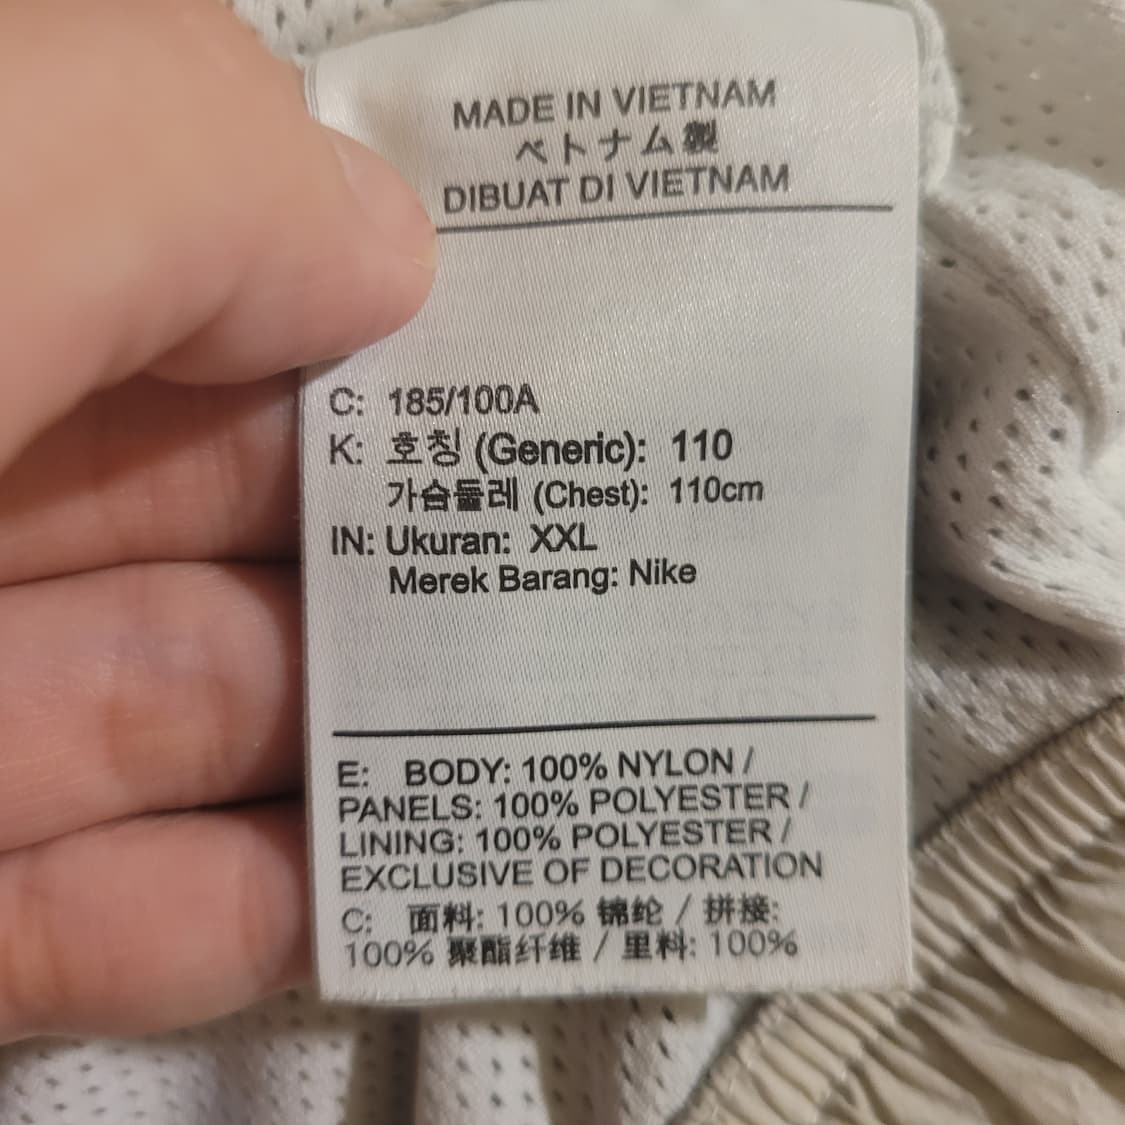 MADE IN VIETNAM
ベトナム製
DIBUAT DI VIETNAM
C: 185/100A
K: 호칭 (Generic): 110
가슴둘레 (Chest): 110cm
IN: Ukuran: XXL
Merek Barang: Nike
E: BODY: 100% NYLON /
PANELS: 100% POLYESTER /
LINING: 100% POLYESTER /
EXCLUSIVE OF DECORATION
C: 面料: 100% 锦纶 / 拼接:
100% 聚酯纤维 / 里料: 100%